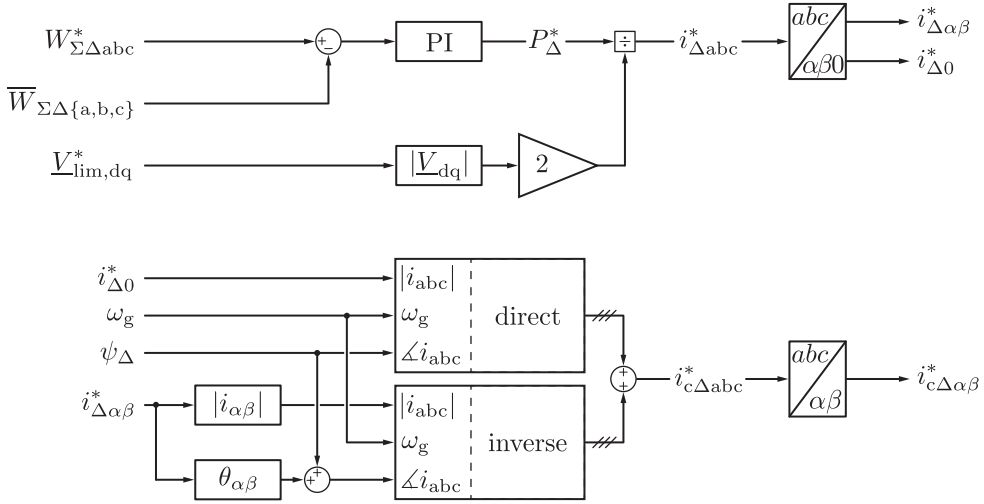 W*ΣΔabc + − PI P*Δ ÷ i*Δabc abc αβ0 i*Δαβ
i*Δ0
W̅ΣΔ{a,b,c}
V̲*lim,dq |V̲dq| 2
i*Δ0 |iabc|
ωg ωg direct
ψΔ ∡iabc
abc αβ
+ + i*cΔabc i*cΔαβ
i*Δαβ |iαβ| |iabc|
ωg inverse
θαβ + + ∡iabc